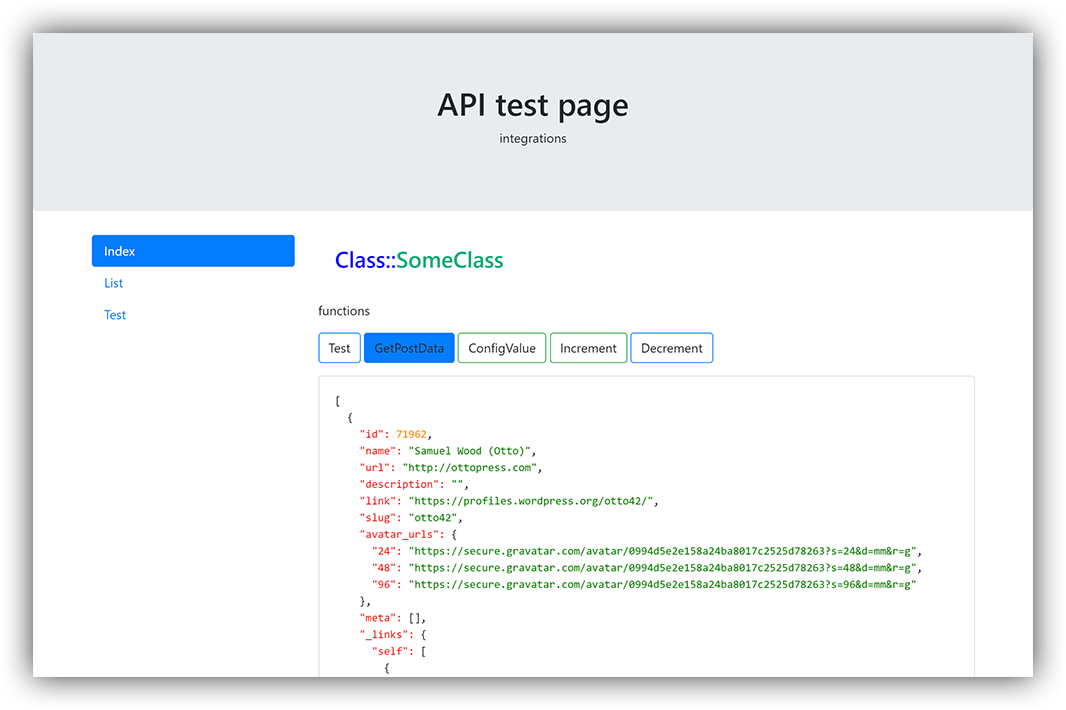 API test page
integrations
Index
List
Test
Class::SomeClass
functions
Test GetPostData ConfigValue Increment Decrement
[
{
"id": 71962,
"name": "Samuel Wood (Otto)",
"url": "http://ottopress.com",
"description": "",
"link": "https://profiles.wordpress.org/otto42/",
"slug": "otto42",
"avatar_urls": {
"24": "https://secure.gravatar.com/avatar/0994d5e2e158a24ba8017c2525d78263?s=24&d=mm&r=g",
"48": "https://secure.gravatar.com/avatar/0994d5e2e158a24ba8017c2525d78263?s=48&d=mm&r=g",
"96": "https://secure.gravatar.com/avatar/0994d5e2e158a24ba8017c2525d78263?s=96&d=mm&r=g"
},
"meta": [],
"_links": {
"self": [
{